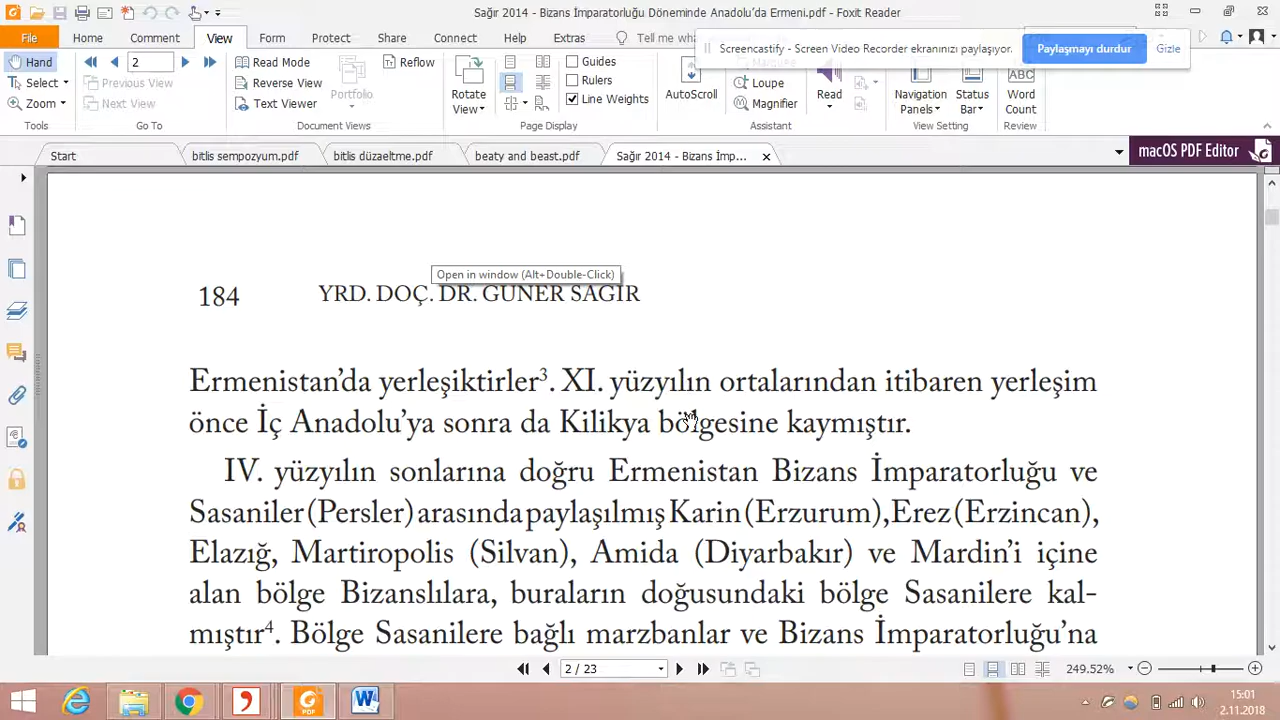 Sağır 2014 - Bizans İmparatorluğu Döneminde Anadolu'da Ermeni.pdf - Foxit Reader
File Home Comment View Form Protect Share Connect Help Extras Tell me
Screencastify - Screen Video Recorder ekranınızı paylaşıyor. Paylaşmayı durdur Gizle
Hand 2 Read Mode Reflow Guides Marquee
Select Previous View Reverse View Portfolio Rotate View Rulers AutoScroll Loupe Read Navigation Panels Status Bar Word Count
Zoom Next View Text Viewer Line Weights Magnifier
Tools Go To Document Views Page Display Assistant View Setting Review
Start bitlis sempozyum.pdf bitlis düzaeltme.pdf beaty and beast.pdf Sağır 2014 - Bizans İmp... macOS PDF Editor
Open in window (Alt+Double-Click)
184 YRD. DOÇ. DR. GÜNER SAĞIR
Ermenistan'da yerleşiktirler³. XI. yüzyılın ortalarından itibaren yerleşim
önce İç Anadolu'ya sonra da Kilikya bölgesine kaymıştır.
IV. yüzyılın sonlarına doğru Ermenistan Bizans İmparatorluğu ve
Sasaniler (Persler) arasında paylaşılmış Karin (Erzurum), Erez (Erzincan),
Elazığ, Martiropolis (Silvan), Amida (Diyarbakır) ve Mardin'i içine
alan bölge Bizanslılara, buraların doğusundaki bölge Sasanilere kal-
mıştır⁴. Bölge Sasanilere bağlı marzbanlar ve Bizans İmparatorluğu'na
2 / 23 249.52%
15:01
2.11.2018